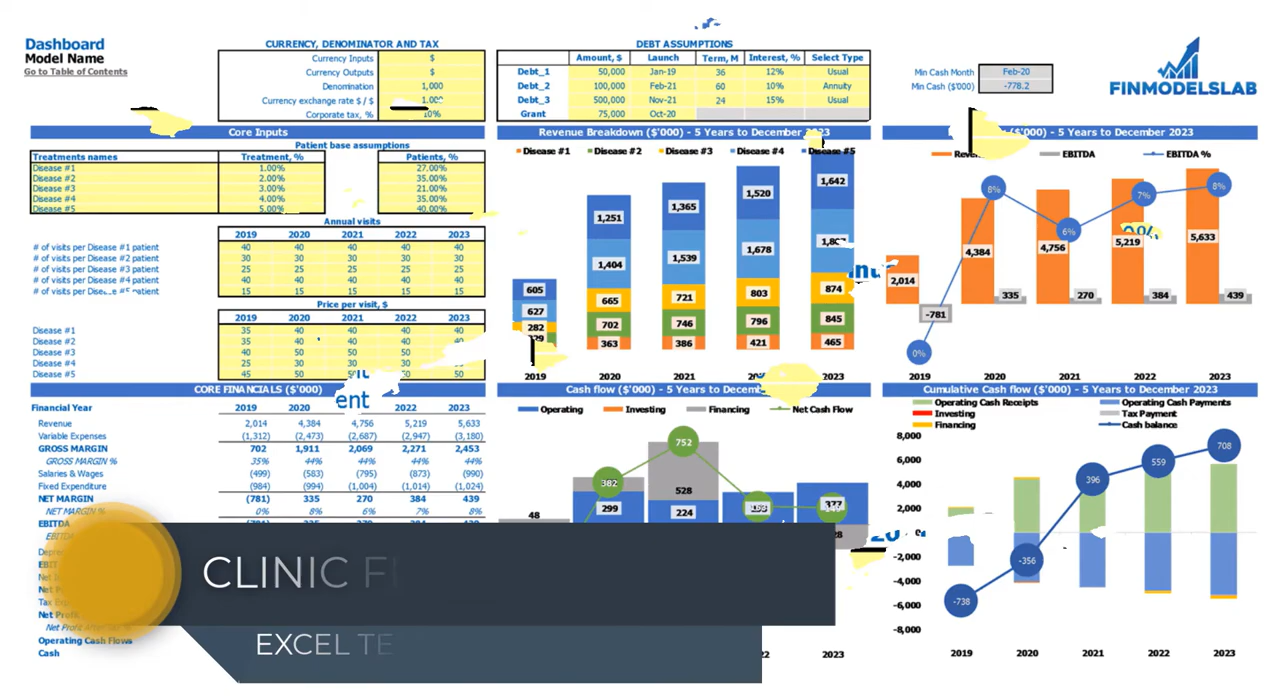 Dashboard
Model Name
Go to Table of Contents
CURRENCY, DENOMINATOR AND TAX
Currency Inputs $
Currency Outputs $
Denomination 1,000
Currency exchange rate $ / $ 1.000
Corporate tax, % 10%
DEBT ASSUMPTIONS
Amount, $ Launch Term, M Interest, % Select Type
Debt_1 50,000 Jan-19 36 12% Usual
Debt_2 100,000 Feb-21 60 10% Annuity
Debt_3 500,000 Nov-21 24 15% Usual
Grant 75,000 Oct-20
Min Cash Month Feb-20
Min Cash ($'000) -778.2
FINMODELSLAB
Core Inputs
Patient base assumptions
Treatments names Treatment, % Patients, %
Disease #1 1.00% 27.00%
Disease #2 2.00% 35.00%
Disease #3 3.00% 21.00%
Disease #4 4.00% 35.00%
Disease #5 5.00% 40.00%
Annual visits
2019 2020 2021 2022 2023
# of visits per Disease #1 patient 40 40 40 40 40
# of visits per Disease #2 patient 30 30 30 30 30
# of visits per Disease #3 patient 25 25 25 25 25
# of visits per Disease #4 patient 40 40 40 40 40
# of visits per Disease #5 patient 15 15 15 15 15
Price per visit, $
2019 2020 2021 2022 2023
Disease #1 35 40 40 40 40
Disease #2 35 40 40 40 40
Disease #3 40 50 50 50 50
Disease #4 25 30 30 30 30
Disease #5 45 50 50 50
Revenue Breakdown ($'000) - 5 Years to December 2023
Disease #1 Disease #2 Disease #3 Disease #4 Disease #5
605 1,251 1,365 1,520 1,642
627 1,404 1,539 1,678
282 665 721 803 874
702 746 796 845
363 386 421 465
2019 2021 2022 2023
($'000) - 5 Years to December 2023
EBITDA EBITDA %
0% 8% 6% 7% 8%
2,014 4,384 4,756 5,219 5,633
-781 335 270 384 439
2019 2020 2021 2022 2023
CORE FINANCIALS ($'000)
Financial Year 2019 2020 2021 2022 2023
Revenue 2,014 4,384 4,756 5,219 5,633
Variable Expenses (1,312) (2,473) (2,687) (2,947) (3,180)
GROSS MARGIN 702 1,911 2,069 2,271 2,453
GROSS MARGIN % 35% 44% 44% 44% 44%
Salaries & Wages (499) (583) (795) (873) (990)
Fixed Expenditure (984) (994) (1,004) (1,014) (1,024)
NET MARGIN (781) 335 270 384 439
NET MARGIN % 0% 8% 6% 7% 8%
EBITDA
Operating Cash Flows
Cash
Cash flow ($'000) - 5 Years to
Operating Investing Financing Net Cash Flow
48 382 752
299 528
224
2023
Cumulative Cash flow ($'000) - 5 Years to December 2023
Operating Cash Receipts Operating Cash Payments
Investing Tax Payment
Financing Cash balance
8,000
6,000
4,000
2,000
0
-2,000
-4,000
-6,000
-8,000
-738 -356 396 559 708
2019 2020 2021 2022 2023
CLINIC F
EXCEL TE